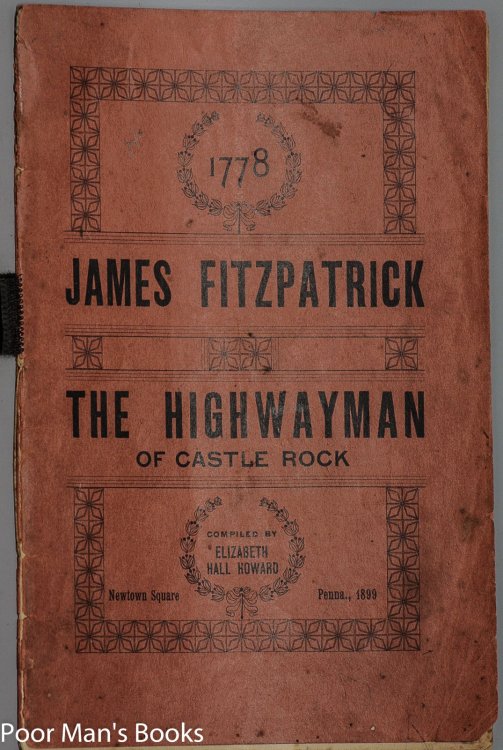 1778
JAMES FITZPATRICK
THE HIGHWAYMAN
OF CASTLE ROCK
COMPILED BY
ELIZABETH
HALL HOWARD
Newtown Square Penna., 1899
Poor Man's Books